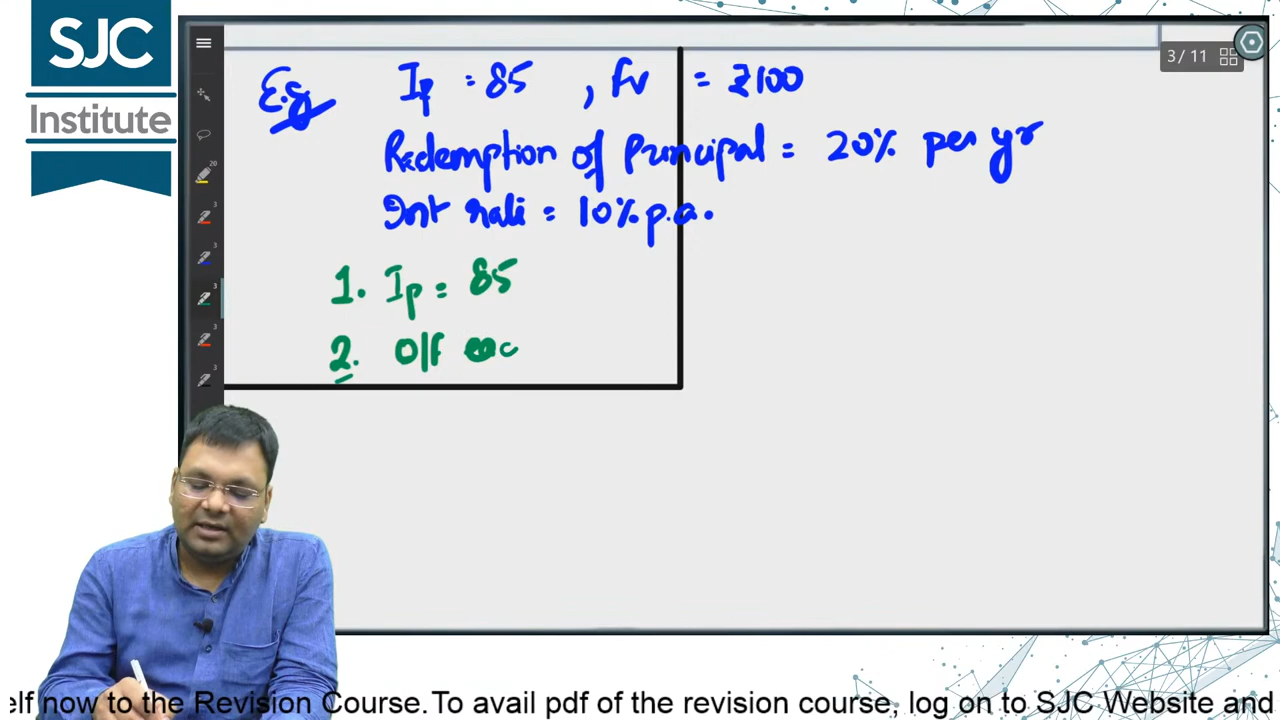 SJC
Institute
3 / 11
E.g Ip = 85 , Fv = ₹100
Redemption of Principal = 20% per yr
Int rate = 10% p.a.
1. Ip = 85
2. O/F
elf now to the Revision Course.To avail pdf of the revision course, log on to SJC Website and